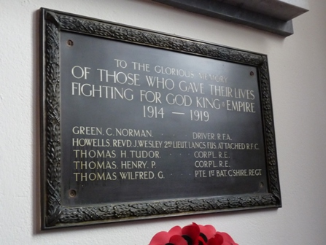 TO THE GLORIOUS MEMORY
OF THOSE WHO GAVE THEIR LIVES
FIGHTING FOR GOD KING & EMPIRE
1914 — 1919
GREEN C. NORMAN. DRIVER R.F.A.
HOWELLS REVD J. WESLEY 2ND LIEUT LANCS FUS. ATTACHED R.F.C.
THOMAS H. TUDOR. CORPL R.E.
THOMAS HENRY. P. CORPL R.E.
THOMAS WILFRED G. PTE 1ST BAT CSHIRE. REGT